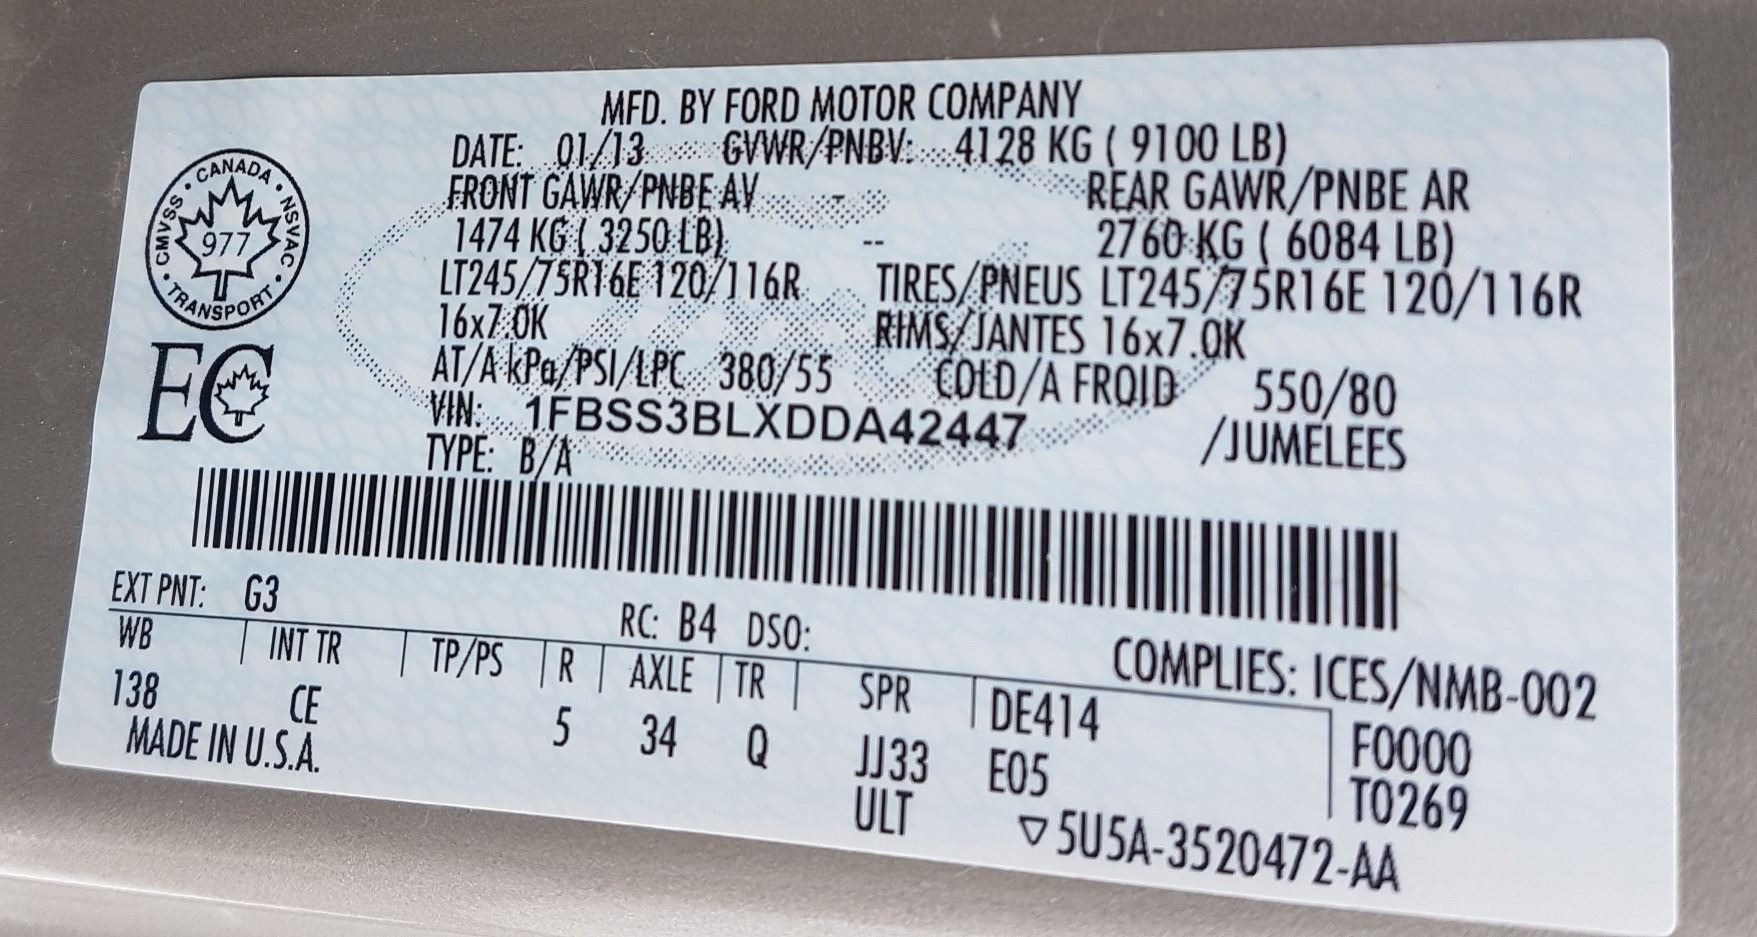 MFD. BY FORD MOTOR COMPANY
DATE: 01/13 GVWR/PNBV: 4128 KG ( 9100 LB)
FRONT GAWR/PNBE AV - REAR GAWR/PNBE AR
1474 KG ( 3250 LB) -- 2760 KG ( 6084 LB)
LT245/75R16E 120/116R TIRES/PNEUS LT245/75R16E 120/116R
16x7.0K RIMS/JANTES 16x7.0K
AT/A kPa/PSI/LPC 380/55 COLD/A FROID 550/80
VIN: 1FBSS3BLXDDA42447 /JUMELEES
TYPE: B/A
CANADA
CMVSS NSVAC
977
TRANSPORT
EC
EXT PNT: G3 RC: B4 DSO: COMPLIES: ICES/NMB-002
WB INT TR TP/PS R AXLE TR SPR DE414 F0000
138 CE 5 34 Q JJ33 E05 T0269
MADE IN U.S.A. ULT ▽5U5A-3520472-AA